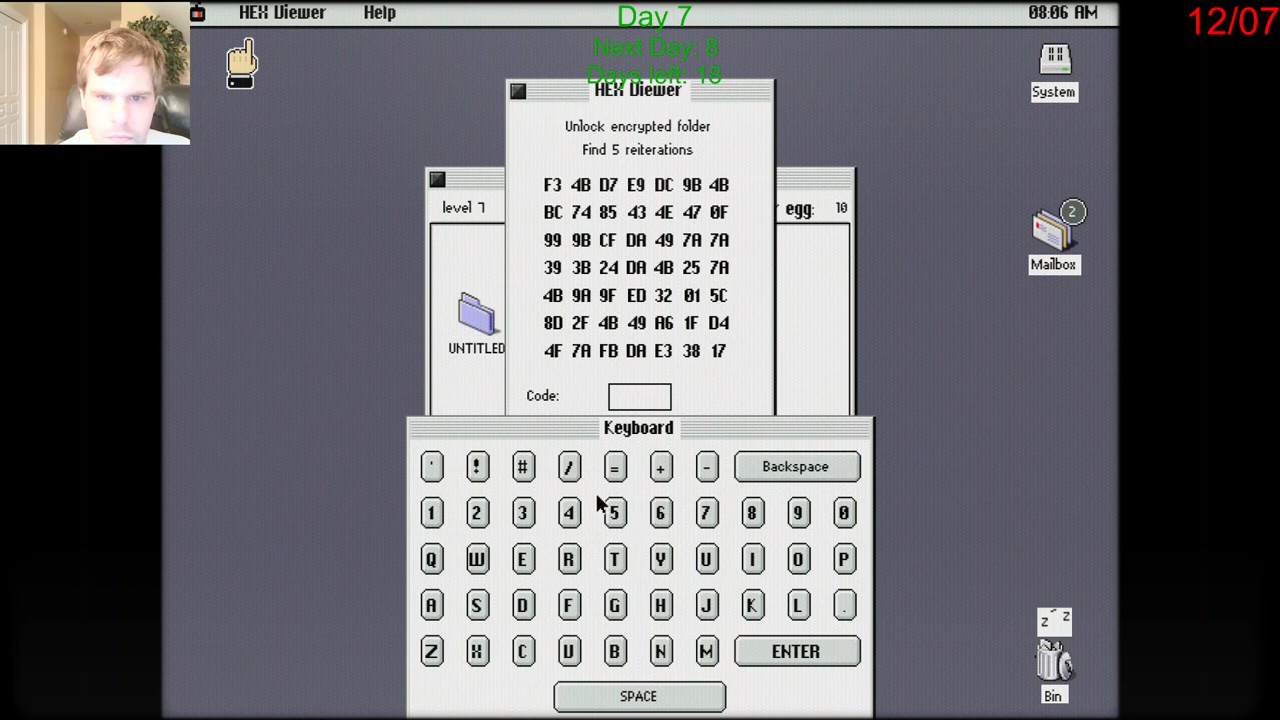 HEX Viewer Help
08:06 AM
Day 7
Next Day: 8
Days left: 18
12/07
System
2
Mailbox
HEX Viewer
Unlock encrypted folder
Find 5 reiterations
F3 4B D7 E9 DC 9B 4B
BC 74 85 43 4E 47 0F
99 9B CF DA 49 7A 7A
39 3B 24 DA 4B 25 7A
4B 9A 9F ED 32 01 5C
8D 2F 4B 49 A6 1F D4
4F 7A FB DA E3 38 17
Code:
level 7
egg: 10
UNTITLED
Keyboard
' ! # / = + - Backspace
1 2 3 4 5 6 7 8 9 0
Q W E R T Y U I O P
A S D F G H J K L .
Z X C V B N M ENTER
SPACE
z z
Bin